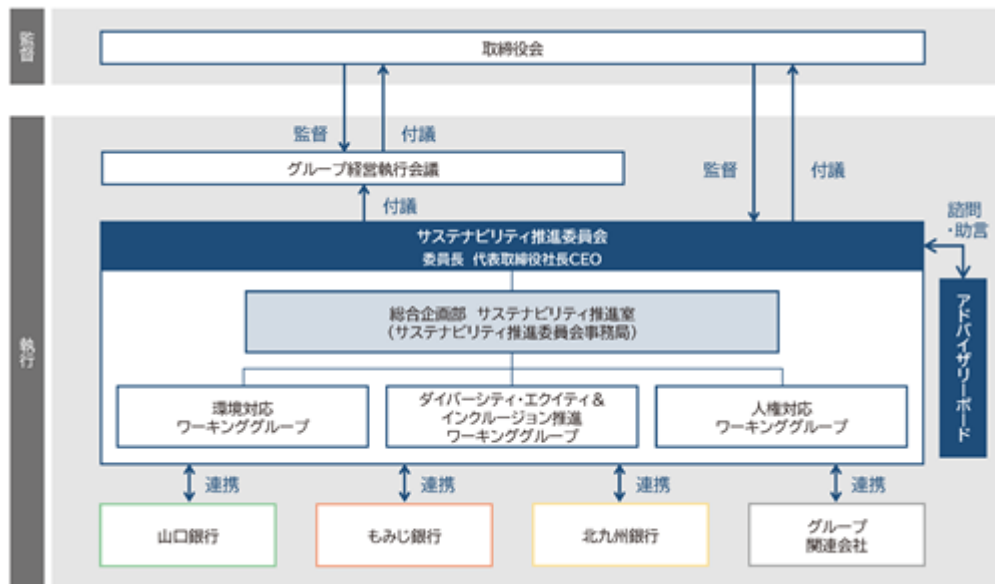 監督
取締役会
監督
付議
グループ経営執行会議
監督
付議
付議
諮問
・助言
サステナビリティ推進委員会
委員長 代表取締役社長CEO
アドバイザリーボード
執行
総合企画部 サステナビリティ推進室
（サステナビリティ推進委員会事務局）
環境対応
ワーキンググループ
ダイバーシティ・エクイティ＆
インクルージョン推進
ワーキンググループ
人権対応
ワーキンググループ
連携
連携
連携
連携
山口銀行
もみじ銀行
北九州銀行
グループ
関連会社